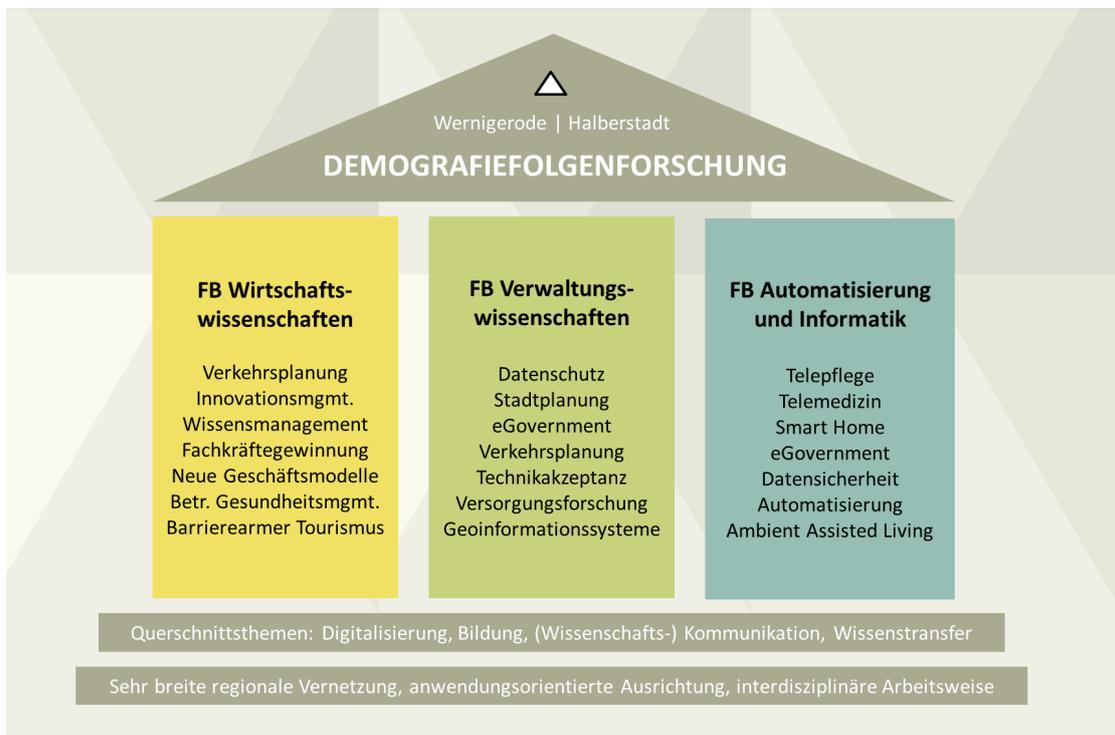 Wernigerode | Halberstadt
DEMOGRAFIEFOLGENFORSCHUNG
FB Wirtschafts-
wissenschaften
Verkehrsplanung
Innovationsmgmt.
Wissensmanagement
Fachkräftegewinnung
Neue Geschäftsmodelle
Betr. Gesundheitsmgmt.
Barrierearmer Tourismus
FB Verwaltungs-
wissenschaften
Datenschutz
Stadtplanung
eGovernment
Verkehrsplanung
Technikakzeptanz
Versorgungsforschung
Geoinformationssysteme
FB Automatisierung
und Informatik
Telepflege
Telemedizin
Smart Home
eGovernment
Datensicherheit
Automatisierung
Ambient Assisted Living
Querschnittsthemen: Digitalisierung, Bildung, (Wissenschafts-) Kommunikation, Wissenstransfer
Sehr breite regionale Vernetzung, anwendungsorientierte Ausrichtung, interdisziplinäre Arbeitsweise